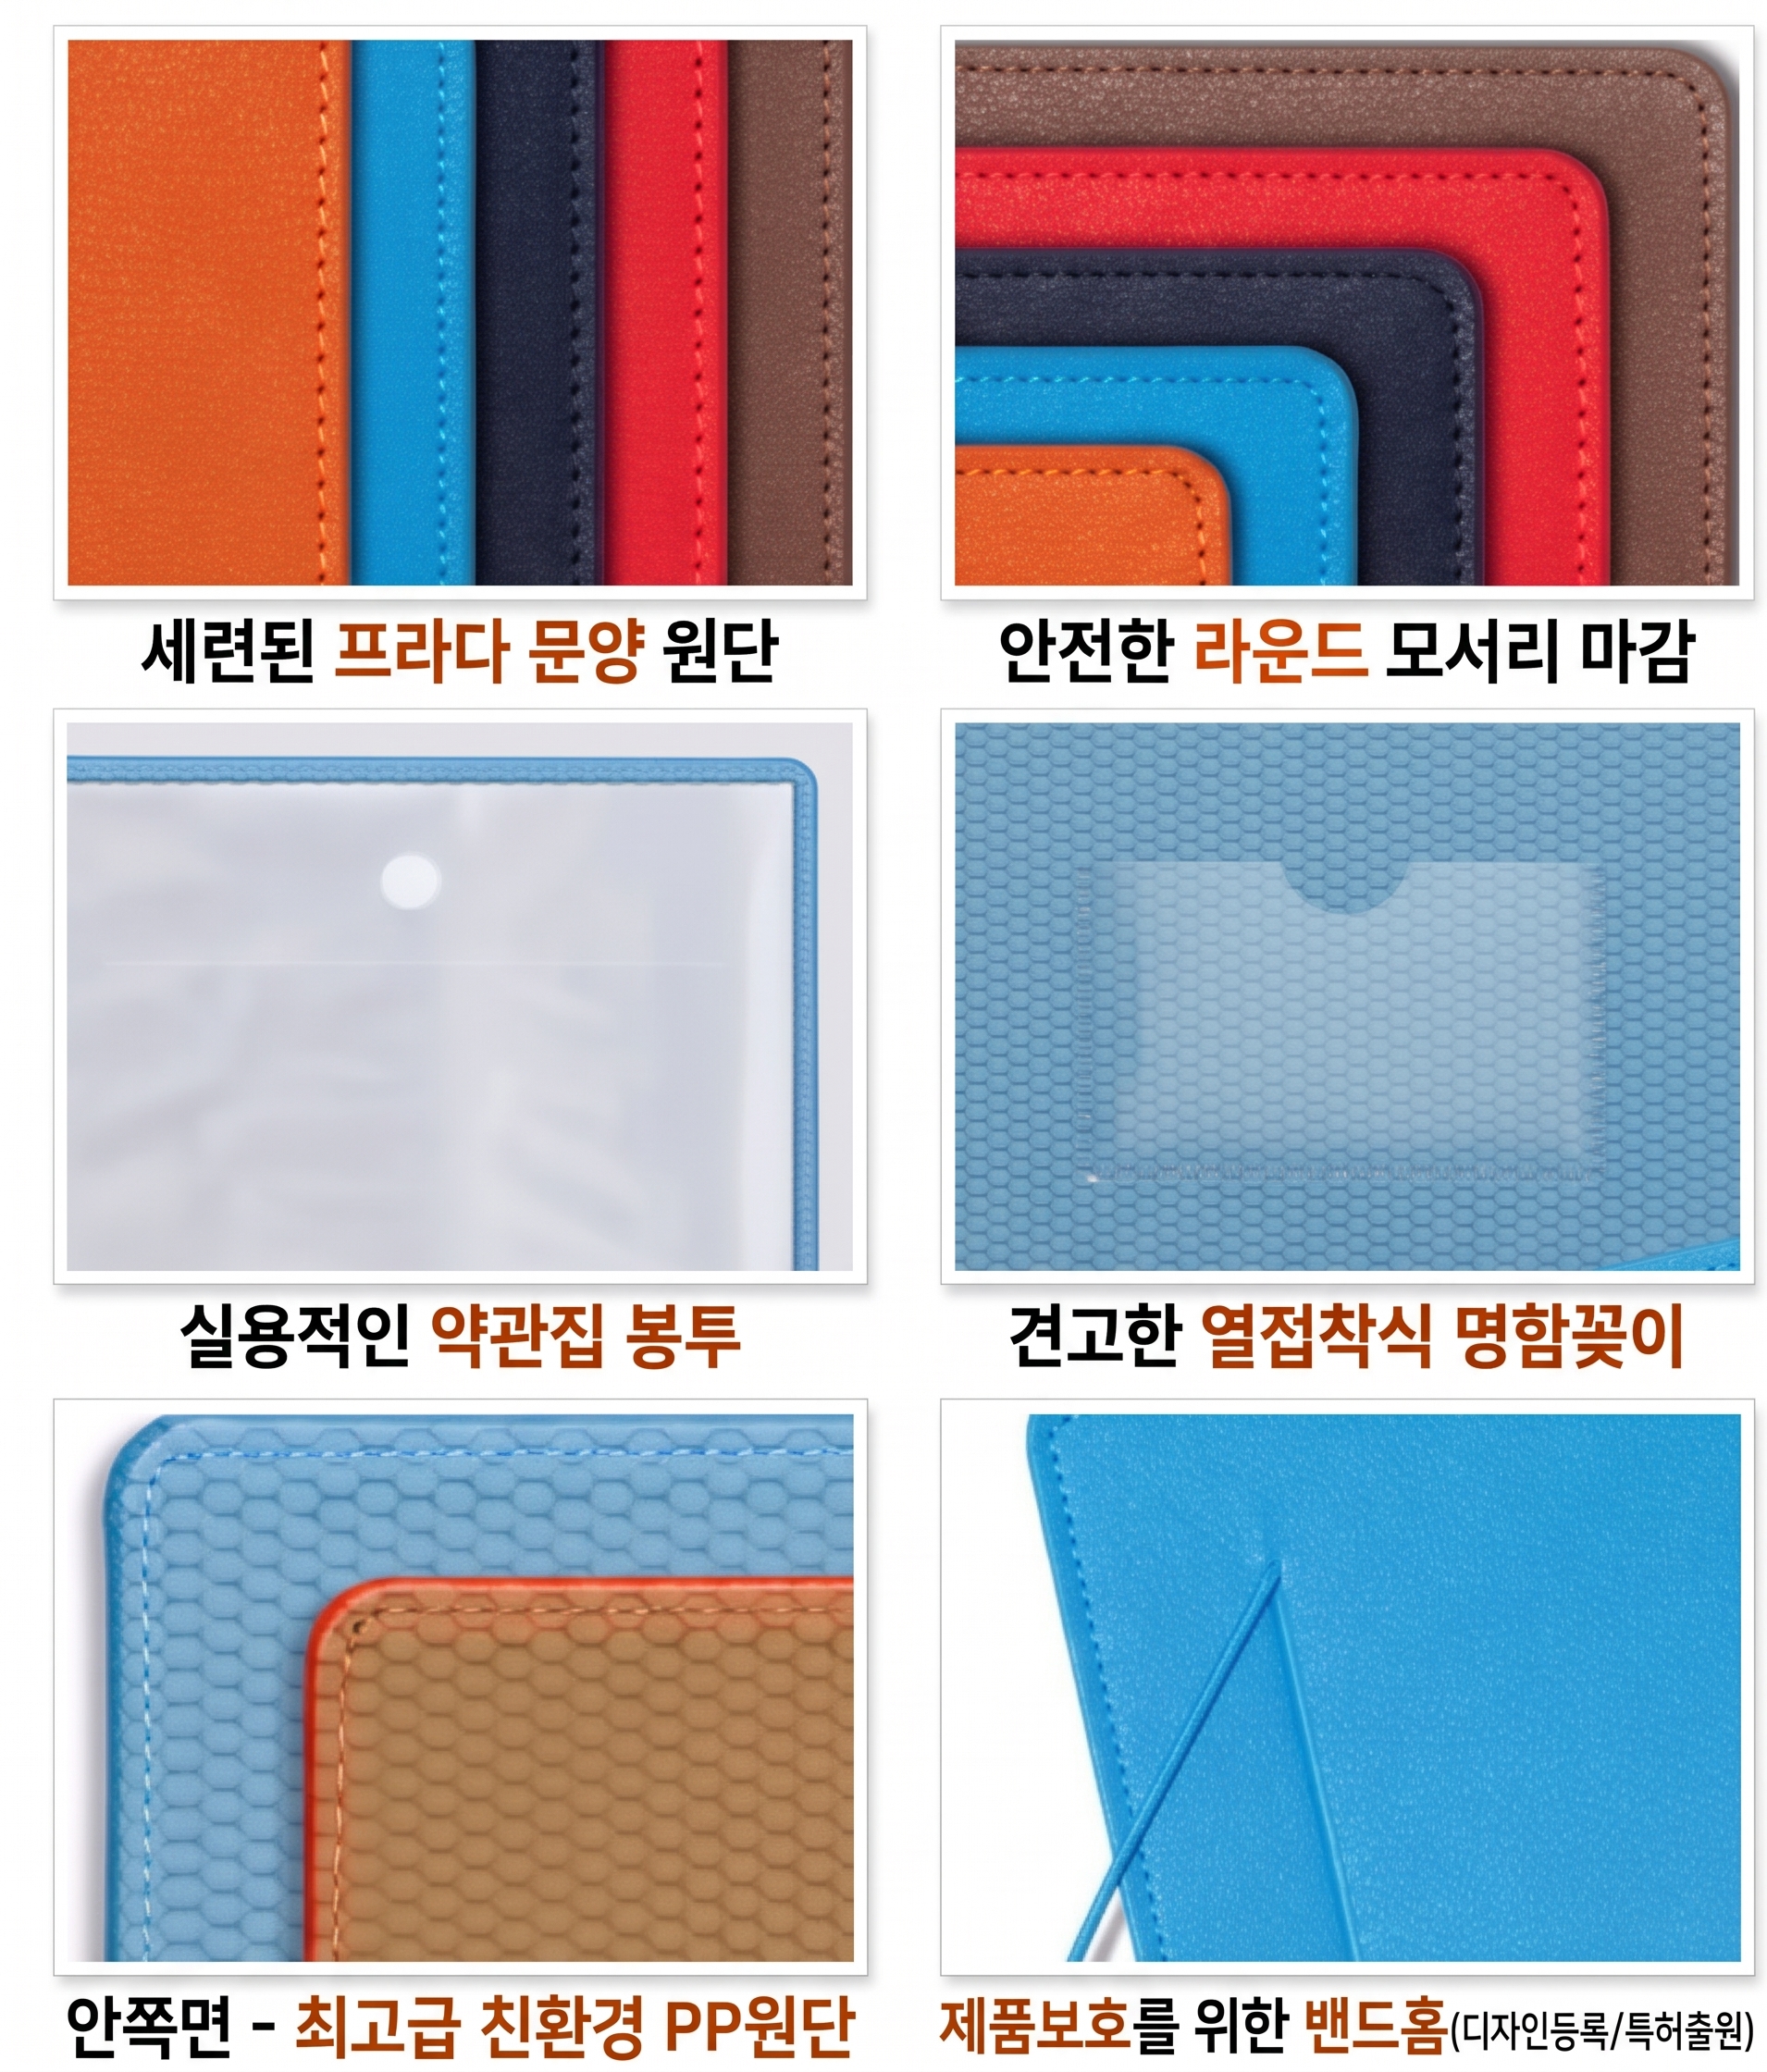 세련된 프라다 문양 원단
안전한 라운드 모서리 마감
실용적인 약관집 봉투
견고한 열접착식 명함꽂이
안쪽면 - 최고급 친환경 PP원단
제품보호를 위한 밴드홈(디자인등록/특허출원)